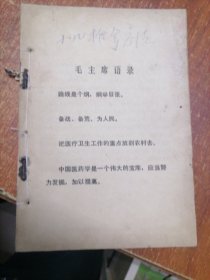 毛主席语录
路线是个纲，纲举目张。
备战、备荒、为人民。
把医疗卫生工作的重点放到农村去。
中国医药学是一个伟大的宝库，应当努
力发掘，加以提高。